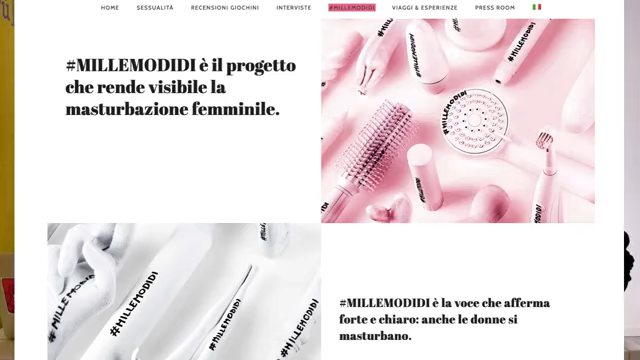 HOME SESSUALITÀ RECENSIONI GIOCHINI INTERVISTE #MILLEMODIDI VIAGGI & ESPERIENZE PRESS ROOM
#MILLEMODIDI è il progetto
che rende visibile la
masturbazione femminile.
#MILLEMODIDI
#MILLEMODIDI
#MILLEMODIDI
#MILLEMODIDI
#MILLEMODIDI
#MILLEMODIDI è la voce che afferma
forte e chiaro: anche le donne si
masturbano.